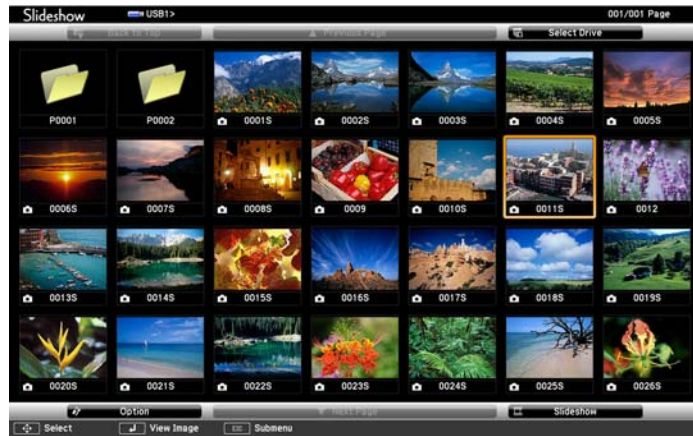 Slideshow USB1> 001/001 Page
Back to Top Previous Page Select Drive
P0001 P0002 0001S 0002S 0003S 0004S 0005S
0006S 0007S 0008S 0009 0010S 0011S 0012
0013S 0014S 0015S 0016S 0017S 0018S 0019S
0020S 0021S 0022S 0023S 0024S 0025S 0026S
Option Next Page Slideshow
Select View Image Esc Submenu